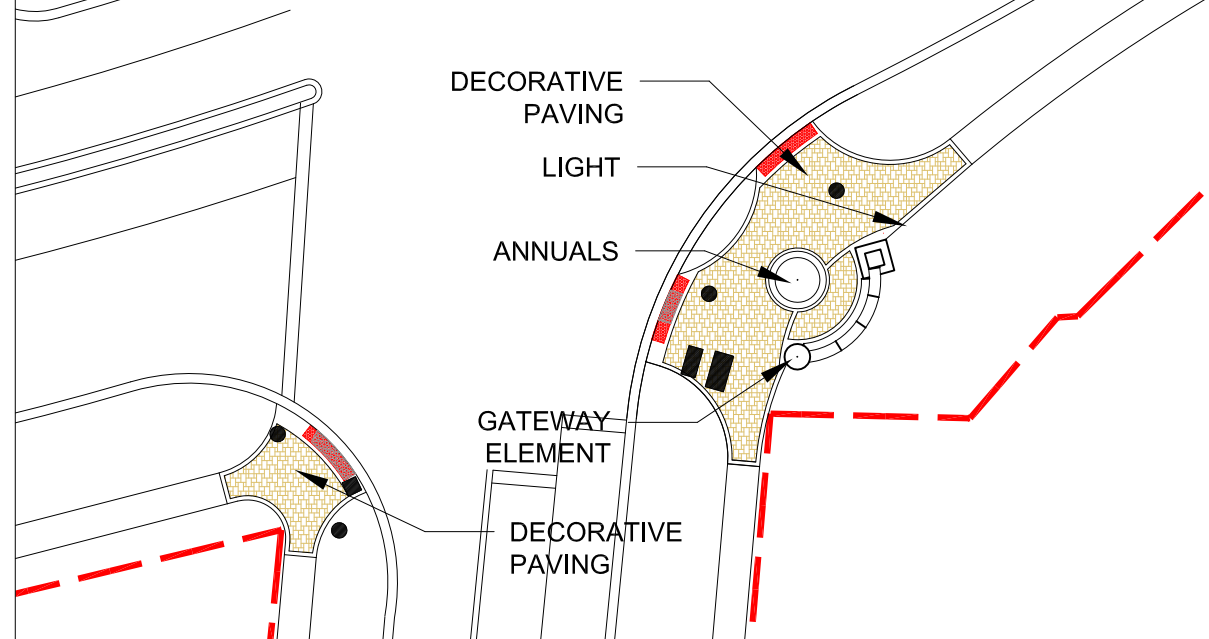 DECORATIVE
PAVING
LIGHT
ANNUALS
GATEWAY
ELEMENT
DECORATIVE
PAVING